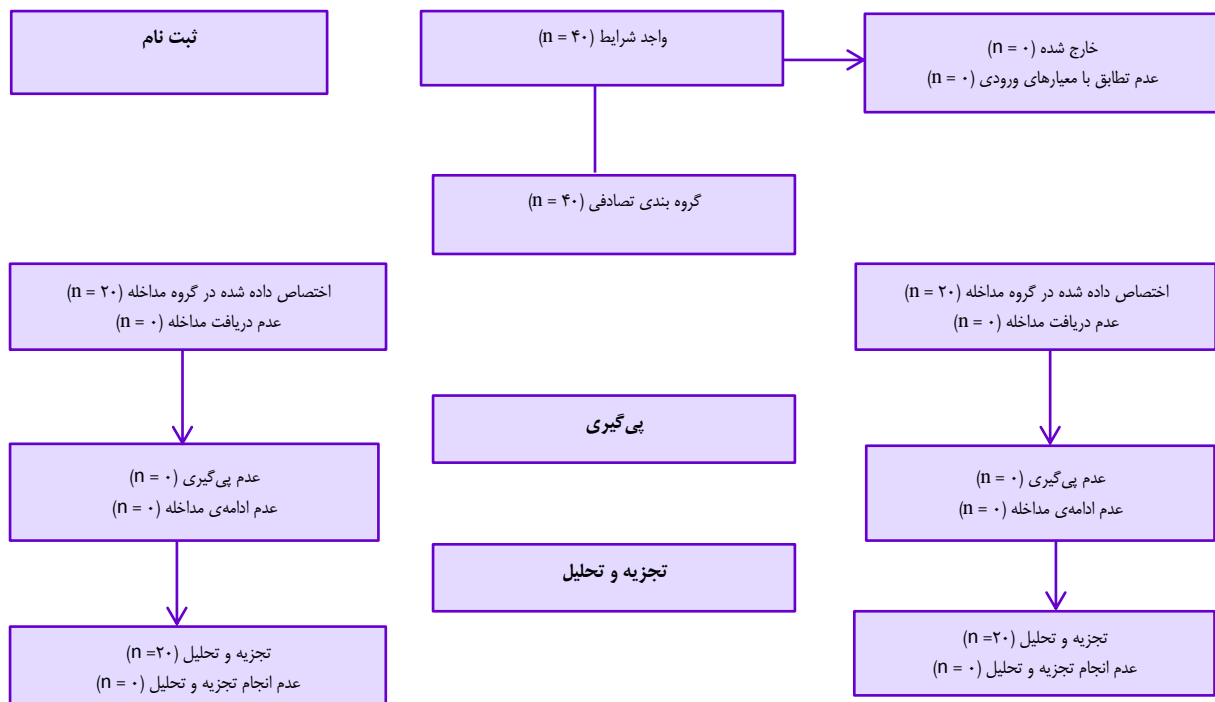 ثبت نام
واجد شرایط (n = ۴۰)
خارج شده (n = ۰)
عدم تطابق با معیارهای ورودی (n = ۰)
گروه بندی تصادفی (n = ۴۰)
اختصاص داده شده در گروه مداخله (n = ۲۰)
عدم دریافت مداخله (n = ۰)
اختصاص داده شده در گروه مداخله (n = ۲۰)
عدم دریافت مداخله (n = ۰)
پی‌گیری
عدم پی‌گیری (n = ۰)
عدم ادامه‌ی مداخله (n = ۰)
عدم پی‌گیری (n = ۰)
عدم ادامه‌ی مداخله (n = ۰)
تجزیه و تحلیل
تجزیه و تحلیل (n =۲۰)
عدم انجام تجزیه و تحلیل (n = ۰)
تجزیه و تحلیل (n =۲۰)
عدم انجام تجزیه و تحلیل (n = ۰)